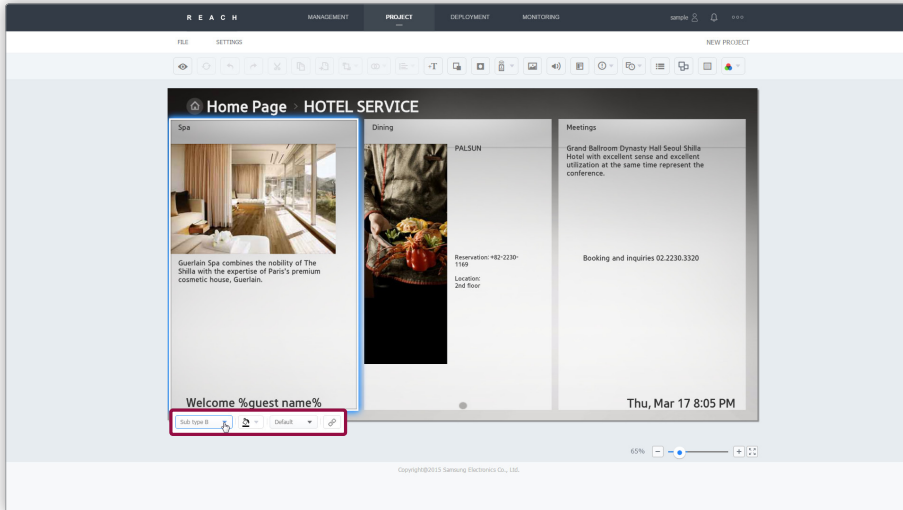 REACH
MANAGEMENT
PROJECT
DEPLOYMENT
MONITORING
sample
FILE
SETTINGS
NEW PROJECT
Home Page > HOTEL SERVICE
Spa
Guerlain Spa combines the nobility of The
Shilla with the expertise of Paris's premium
cosmetic house, Guerlain.
Welcome %guest name%
Dining
PALSUN
Reservation: +82-2230-
1169
Location:
2nd floor
Meetings
Grand Ballroom Dynasty Hall Seoul Shilla
Hotel with excellent sense and excellent
utilization at the same time represent the
conference.
Booking and inquiries 02.2230.3320
Thu, Mar 17 8:05 PM
Sub type B
Default
65%
Copyright@2015 Samsung Electronics Co., Ltd.